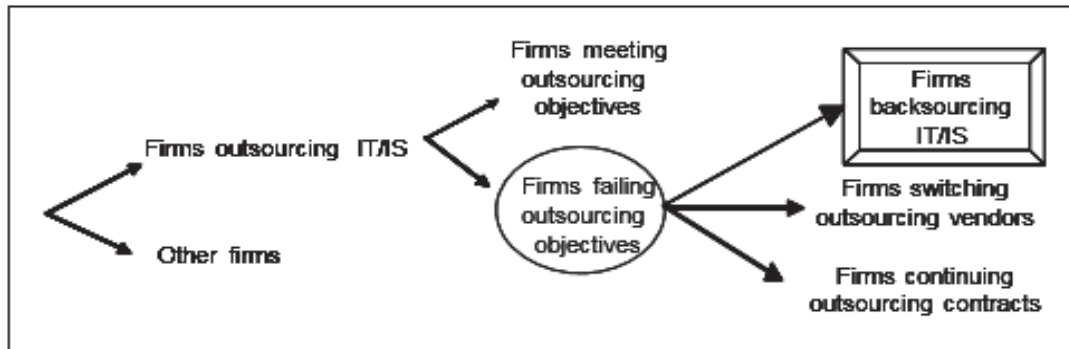 Firms meeting
outsourcing
objectives
Firms
backsourcing
IT/IS
Firms outsourcing IT/IS
Firms failing
outsourcing
objectives
Firms switching
outsourcing vendors
Other firms
Firms continuing
outsourcing contracts